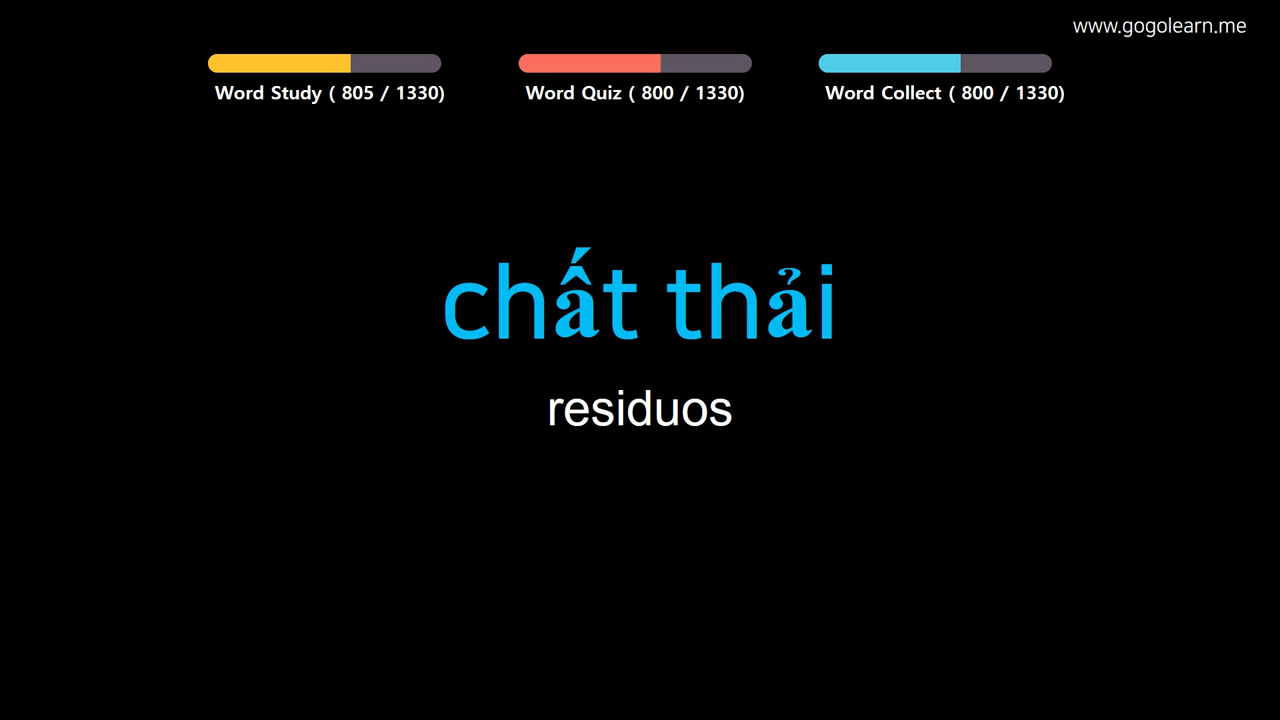 www.gogolearn.me
Word Study ( 805 / 1330)
Word Quiz ( 800 / 1330)
Word Collect ( 800 / 1330)
chất thải
residuos